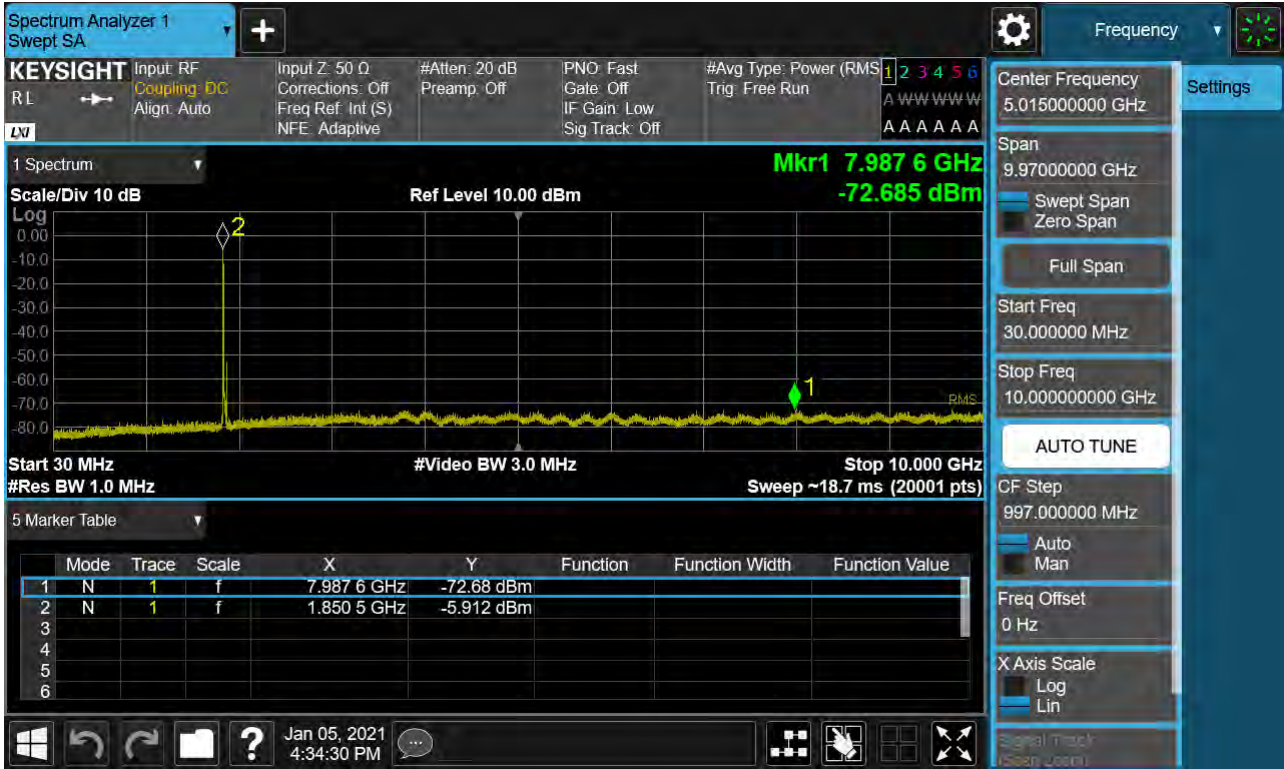 Spectrum Analyzer 1
Swept SA
+
Frequency
KEYSIGHT
RL
LXI
Input: RF
Coupling: DC
Align: Auto
Input Z: 50 Ω
Corrections: Off
Freq Ref: Int (S)
NFE: Adaptive
#Atten: 20 dB
Preamp: Off
PNO: Fast
Gate: Off
IF Gain: Low
Sig Track: Off
#Avg Type: Power (RMS
Trig: Free Run
1 2 3 4 5 6
A W W W W W
A A A A A A
1 Spectrum
Scale/Div 10 dB
Ref Level 10.00 dBm
Mkr1 7.987 6 GHz
-72.685 dBm
Log
0.00
-10.0
-20.0
-30.0
-40.0
-50.0
-60.0
-70.0
-80.0
2
1
RMS
Start 30 MHz
#Video BW 3.0 MHz
Stop 10.000 GHz
#Res BW 1.0 MHz
Sweep ~18.7 ms (20001 pts)
5 Marker Table
Mode Trace Scale X Y Function Function Width Function Value
1 N 1 f 7.987 6 GHz -72.68 dBm
2 N 1 f 1.850 5 GHz -5.912 dBm
3
4
5
6
?
Jan 05, 2021
4:34:30 PM
Center Frequency
5.015000000 GHz
Settings
Span
9.97000000 GHz
Swept Span
Zero Span
Full Span
Start Freq
30.000000 MHz
Stop Freq
10.000000000 GHz
AUTO TUNE
CF Step
997.000000 MHz
Auto
Man
Freq Offset
0 Hz
X Axis Scale
Log
Lin
Signal Track
(Span Zoom)